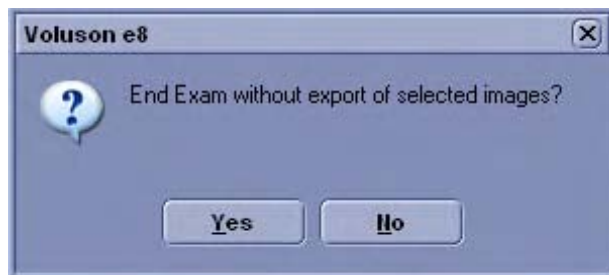 Voluson e8
End Exam without export of selected images?
Yes No